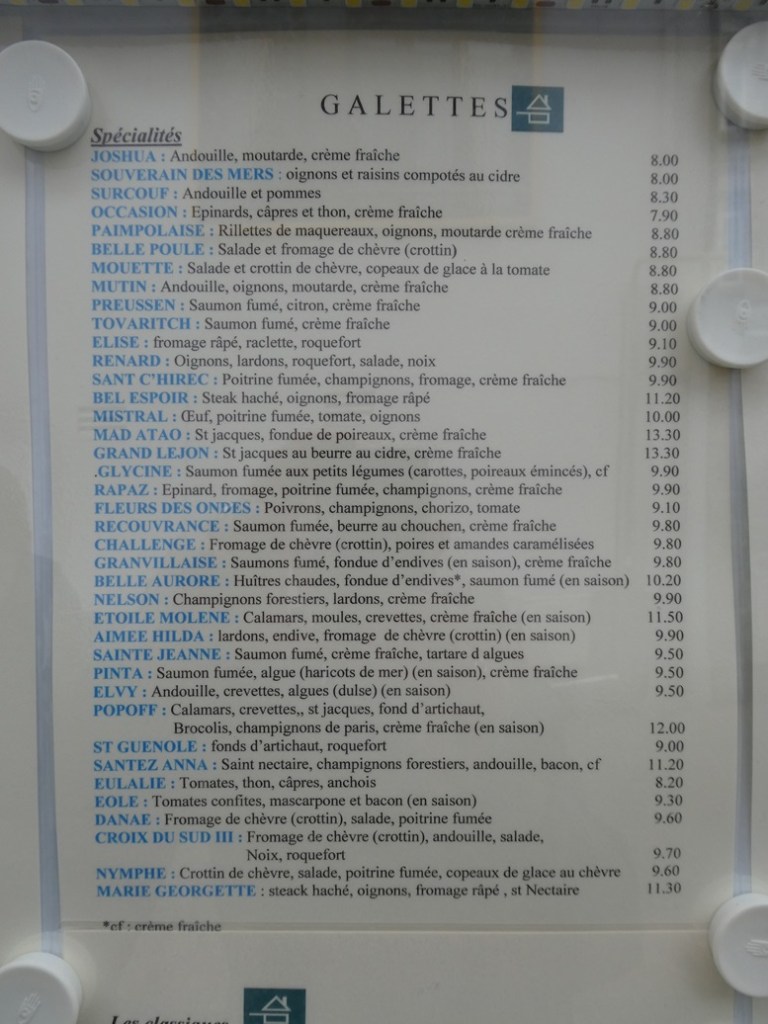 GALETTES
Spécialités
JOSHUA : Andouille, moutarde, crème fraîche 8.00
SOUVERAIN DES MERS : oignons et raisins compotés au cidre 8.00
SURCOUF : Andouille et pommes 8.30
OCCASION : Epinards, câpres et thon, crème fraîche 7.90
PAIMPOLAISE : Rillettes de maquereaux, oignons, moutarde crème fraîche 8.80
BELLE POULE : Salade et fromage de chèvre (crottin) 8.80
MOUETTE : Salade et crottin de chèvre, copeaux de glace à la tomate 8.80
MUTIN : Andouille, oignons, moutarde, crème fraîche 8.80
PREUSSEN : Saumon fumé, citron, crème fraîche 9.00
TOVARITCH : Saumon fumé, crème fraîche 9.00
ELISE : fromage râpé, raclette, roquefort 9.10
RENARD : Oignons, lardons, roquefort, salade, noix 9.90
SANT C'HIREC : Poitrine fumée, champignons, fromage, crème fraîche 9.90
BEL ESPOIR : Steak haché, oignons, fromage râpé 11.20
MISTRAL : Œuf, poitrine fumée, tomate, oignons 10.00
MAD ATAO : St jacques, fondue de poireaux, crème fraîche 13.30
GRAND LEJON : St jacques au beurre au cidre, crème fraîche 13.30
.GLYCINE : Saumon fumée aux petits légumes (carottes, poireaux émincés), cf 9.90
RAPAZ : Epinard, fromage, poitrine fumée, champignons, crème fraîche 9.90
FLEURS DES ONDES : Poivrons, champignons, chorizo, tomate 9.10
RECOUVRANCE : Saumon fumée, beurre au chouchen, crème fraîche 9.80
CHALLENGE : Fromage de chèvre (crottin), poires et amandes caramélisées 9.80
GRANVILLAISE : Saumons fumé, fondue d'endives (en saison), crème fraîche 9.80
BELLE AURORE : Huîtres chaudes, fondue d'endives*, saumon fumé (en saison) 10.20
NELSON : Champignons forestiers, lardons, crème fraîche 9.90
ETOILE MOLENE : Calamars, moules, crevettes, crème fraîche (en saison) 11.50
AIMEE HILDA : lardons, endive, fromage de chèvre (crottin) (en saison) 9.90
SAINTE JEANNE : Saumon fumé, crème fraîche, tartare d algues 9.50
PINTA : Saumon fumée, algue (haricots de mer) (en saison), crème fraîche 9.50
ELVY : Andouille, crevettes, algues (dulse) (en saison) 9.50
POPOFF : Calamars, crevettes,, st jacques, fond d'artichaut,
Brocolis, champignons de paris, crème fraîche (en saison) 12.00
ST GUENOLE : fonds d'artichaut, roquefort 9.00
SANTEZ ANNA : Saint nectaire, champignons forestiers, andouille, bacon, cf 11.20
EULALIE : Tomates, thon, câpres, anchois 8.20
EOLE : Tomates confites, mascarpone et bacon (en saison) 9.30
DANAE : Fromage de chèvre (crottin), salade, poitrine fumée 9.60
CROIX DU SUD III : Fromage de chèvre (crottin), andouille, salade,
Noix, roquefort 9.70
NYMPHE : Crottin de chèvre, salade, poitrine fumée, copeaux de glace au chèvre 9.60
MARIE GEORGETTE : steack haché, oignons, fromage râpé , st Nectaire 11.30
*cf : crème fraîche
Les classiques